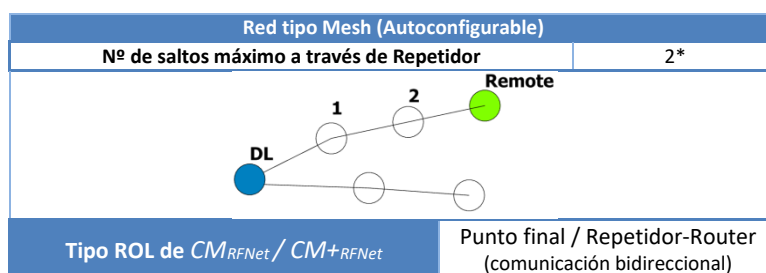 Red tipo Mesh (Autoconfigurable)
Nº de saltos máximo a través de Repetidor 2*
Remote
2
1
DL
Tipo ROL de CMRFNet / CM+RFNet Punto final / Repetidor-Router
(comunicación bidireccional)